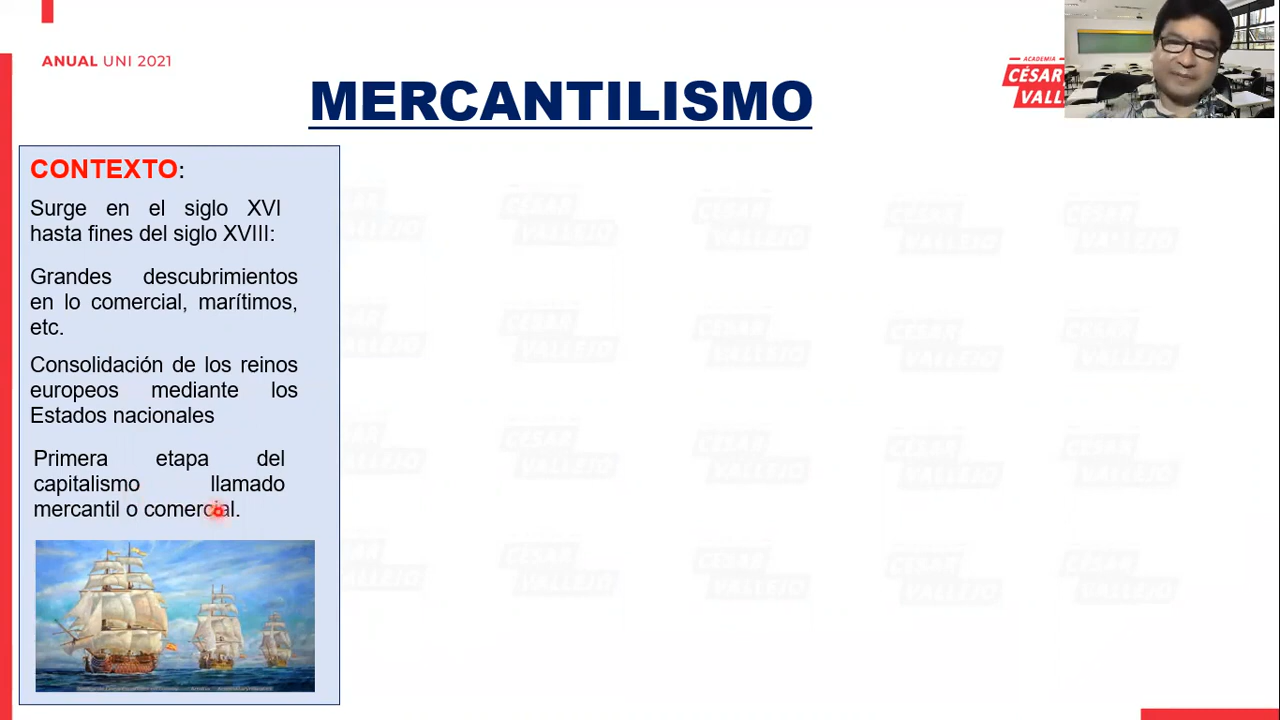 ANUAL UNI 2021
MERCANTILISMO
ACADEMIA
CÉSAR
VALL
CONTEXTO:
Surge en el siglo XVI
hasta fines del siglo XVIII:
Grandes descubrimientos
en lo comercial, marítimos,
etc.
Consolidación de los reinos
europeos mediante los
Estados nacionales
Primera etapa del
capitalismo llamado
mercantil o comercial.